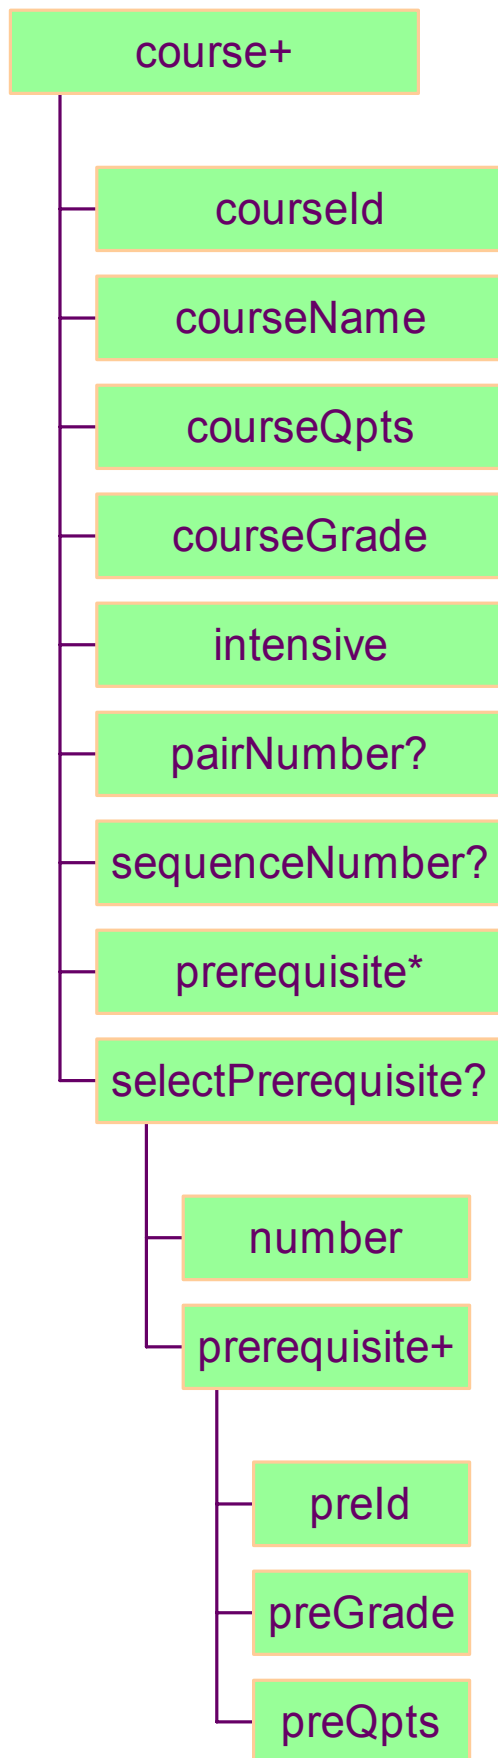 course+
courseId
courseName
courseQpts
courseGrade
intensive
pairNumber?
sequenceNumber?
prerequisite*
selectPrerequisite?
number
prerequisite+
preId
preGrade
preQpts